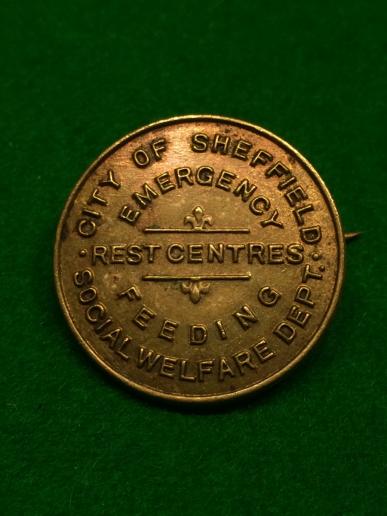 CITY OF SHEFFIELD
EMERGENCY
REST CENTRES
FEEDING
SOCIAL WELFARE DEPT.